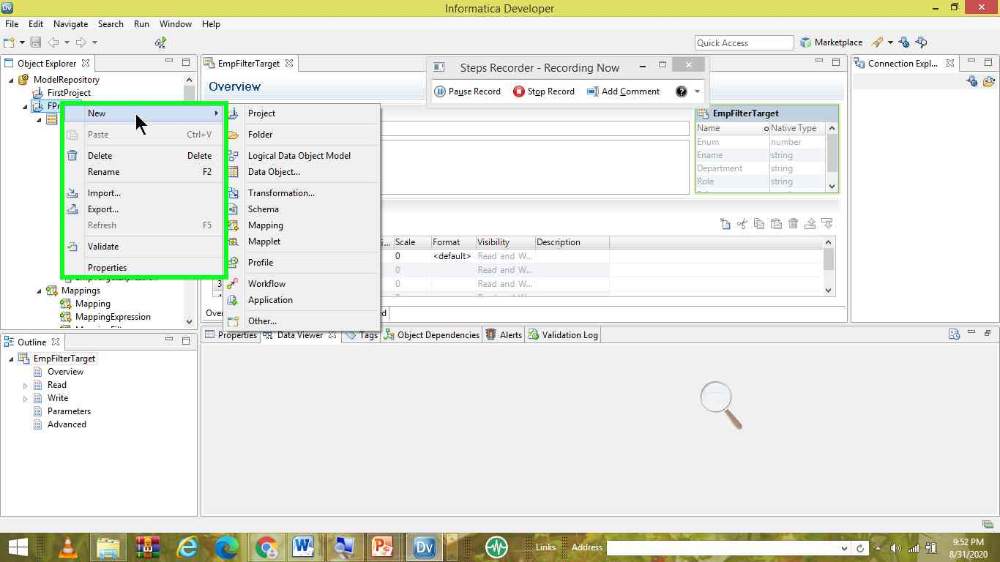 Informatica Developer
File Edit Navigate Search Run Window Help
Quick Access
Marketplace
Object Explorer
ModelRepository
FirstProject
New
Paste Ctrl+V
Delete Delete
Rename F2
Import...
Export...
Refresh F5
Validate
Properties
Mappings
Mapping
MappingExpression
Project
Folder
Logical Data Object Model
Data Object...
Transformation...
Schema
Mapping
Mapplet
Profile
Workflow
Application
Other...
EmpFilterTarget
Overview
Steps Recorder - Recording Now
Pause Record Stop Record Add Comment
EmpFilterTarget
Name Native Type
Enum number
Ename string
Department string
Role string
Scale Format Visibility Description
0 <default> Read and W...
0 Read and W...
3 0 Read and W...
Connection Expl...
Outline
EmpFilterTarget
Overview
Read
Write
Parameters
Advanced
Properties Data Viewer Tags Object Dependencies Alerts Validation Log
Links Address
9:52 PM
8/31/2020